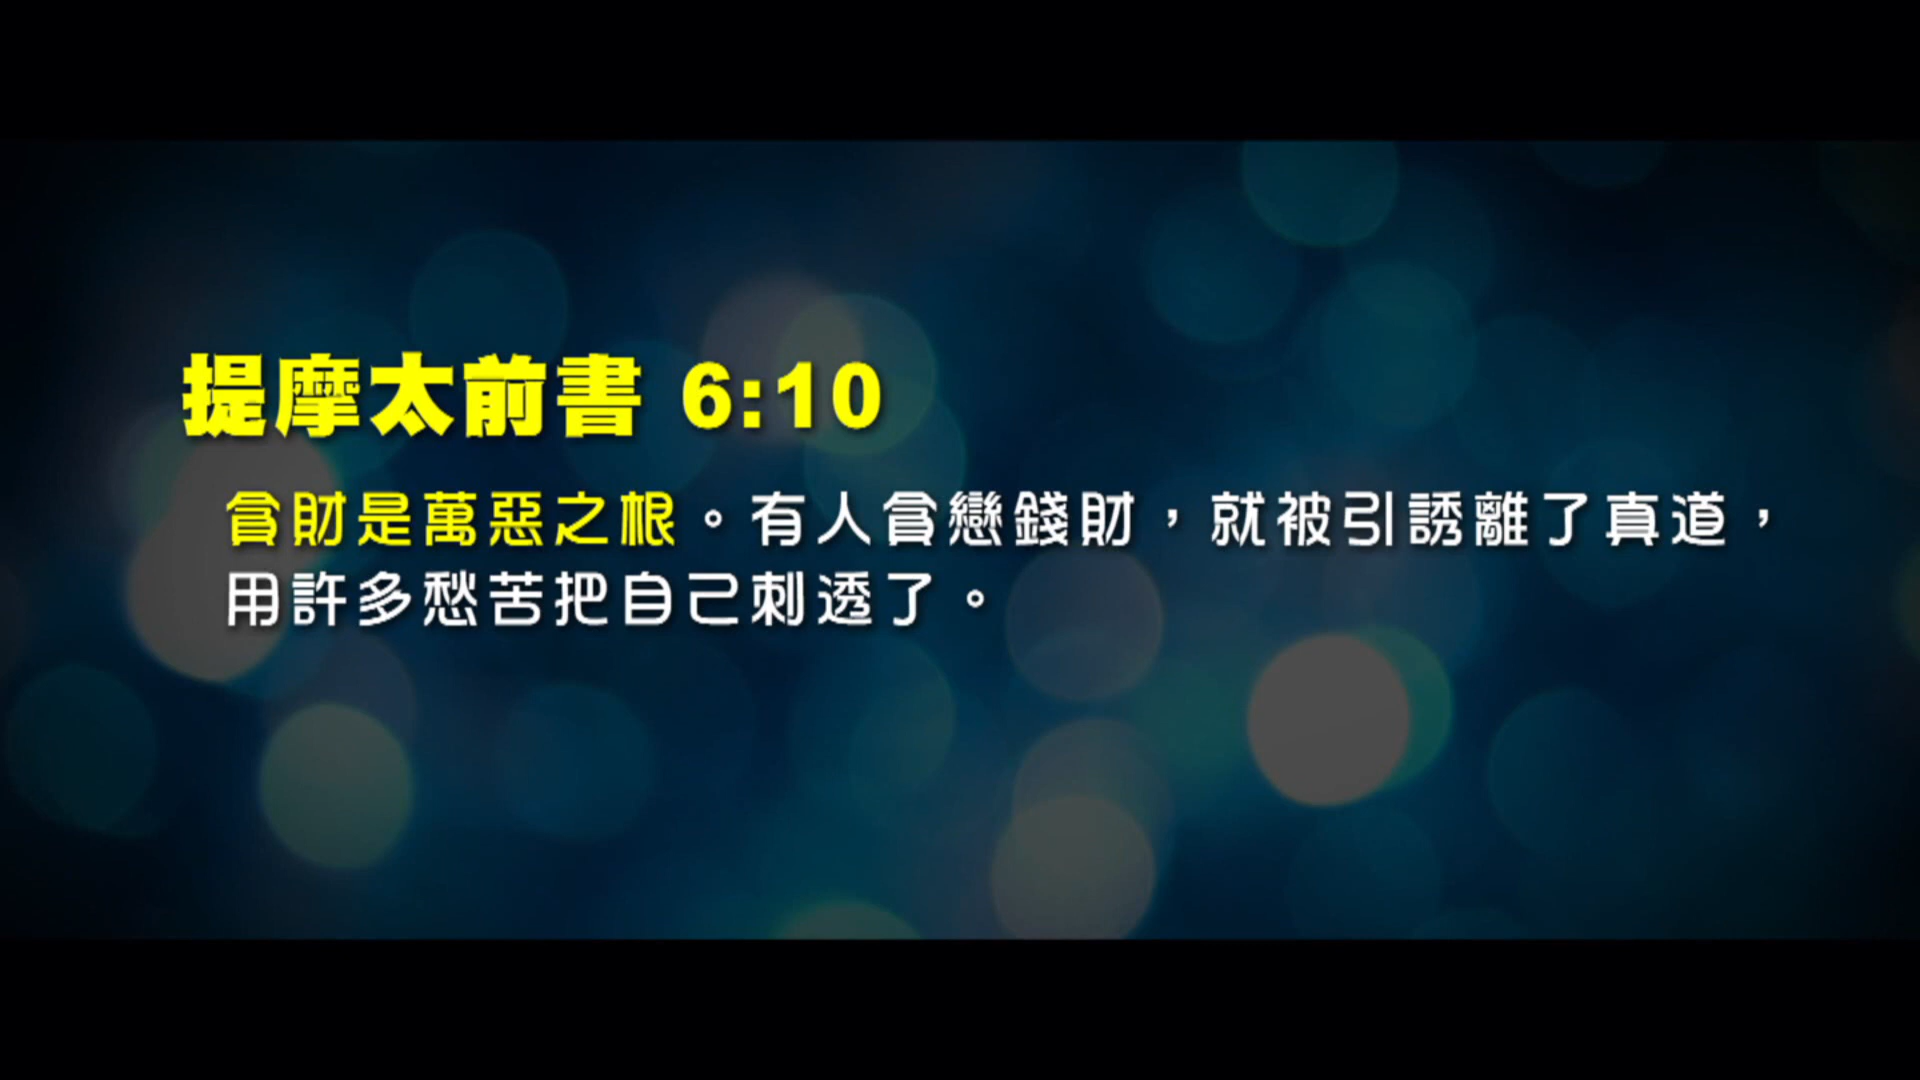 提摩太前書 6:10
貪財是萬惡之根。有人貪戀錢財，就被引誘離了真道，
用許多愁苦把自己刺透了。